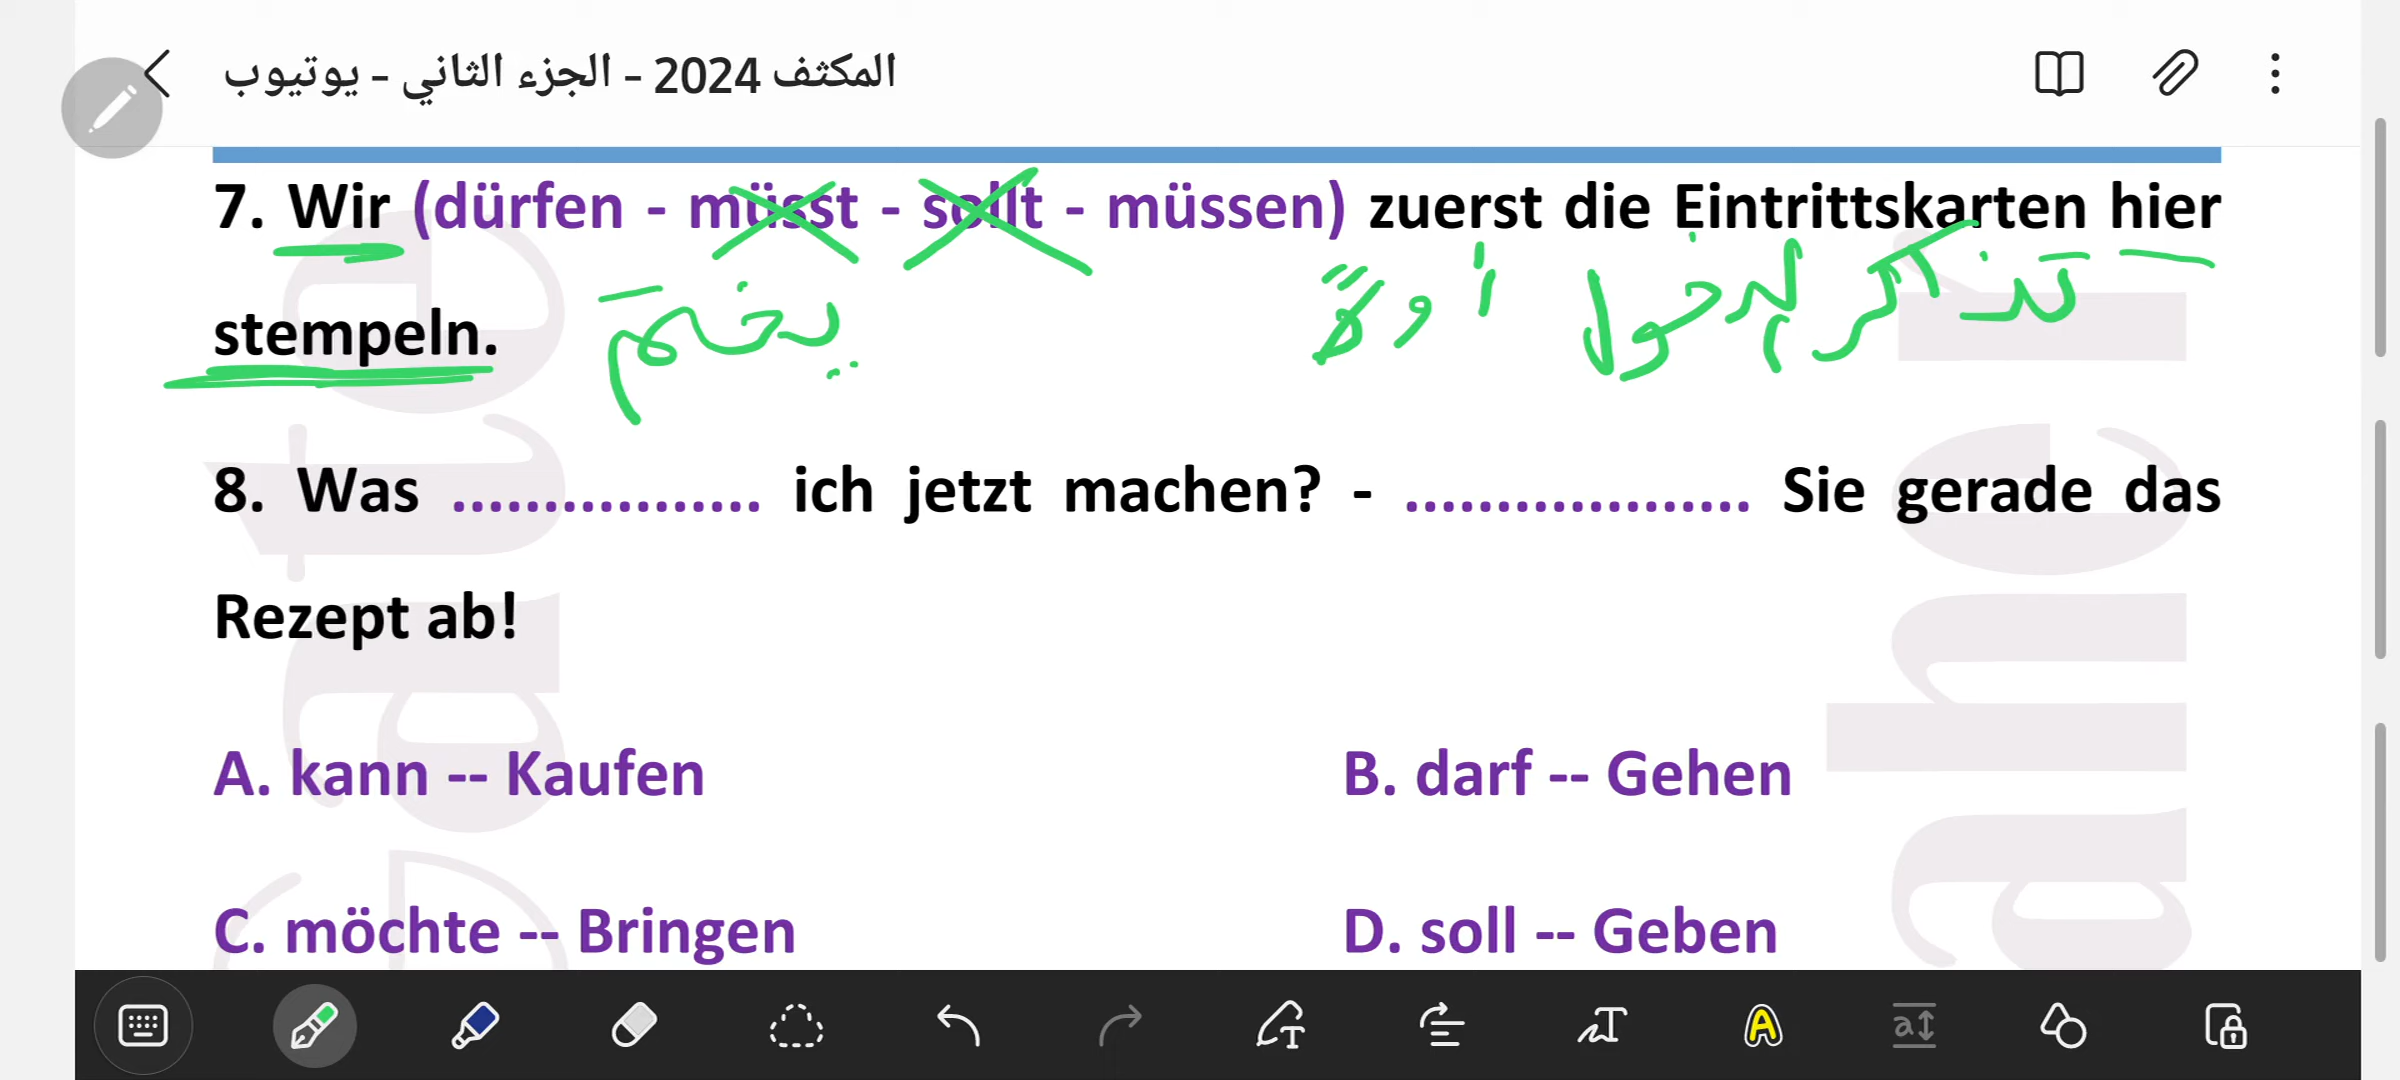 المكثف 2024 - الجزء الثاني - يوتيوب
7. Wir (dürfen - müsst - sollt - müssen) zuerst die Eintrittskarten hier
تذاكر الدخول أولاً يختم
stempeln.
8. Was ................. ich jetzt machen? - ................... Sie gerade das
Rezept ab!
A. kann -- Kaufen B. darf -- Gehen
C. möchte -- Bringen D. soll -- Geben